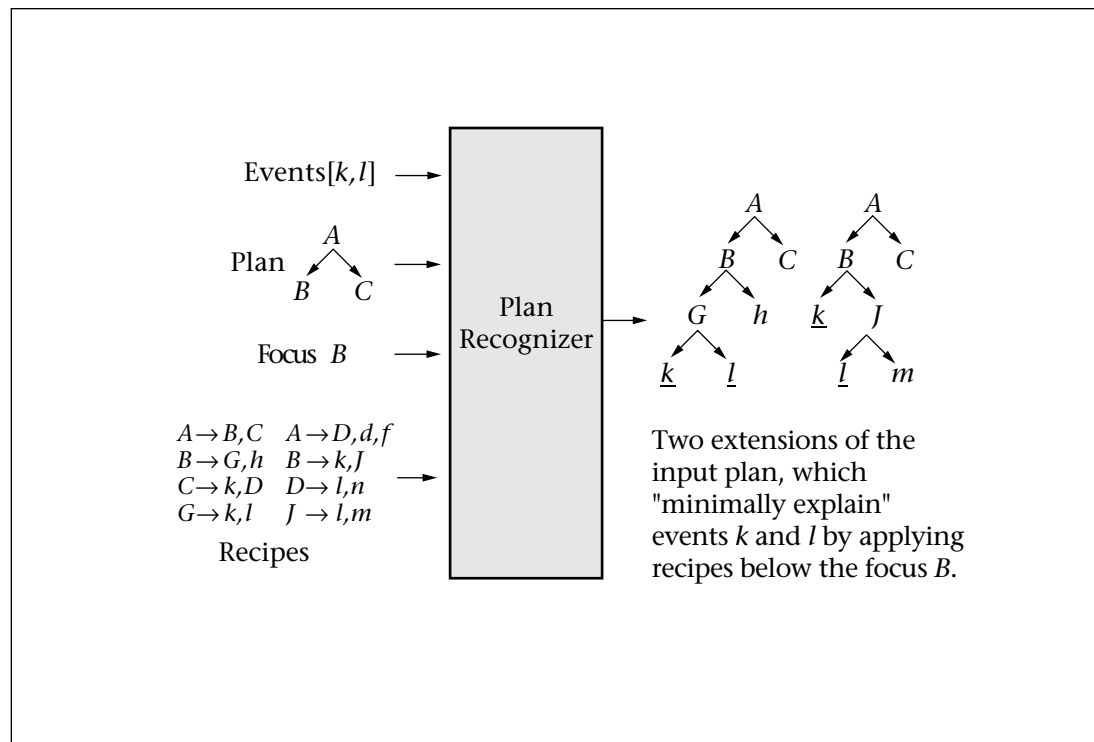 Events[k, l]
Plan
A
B C
Focus B
A → B, C A → D, d, f
B → G, h B → k, J
C → k, D D → l, n
G → k, l J → l, m
Recipes
Plan
Recognizer
A A
B C B C
G h k J
k l l m
Two extensions of the
input plan, which
"minimally explain"
events k and l by applying
recipes below the focus B.